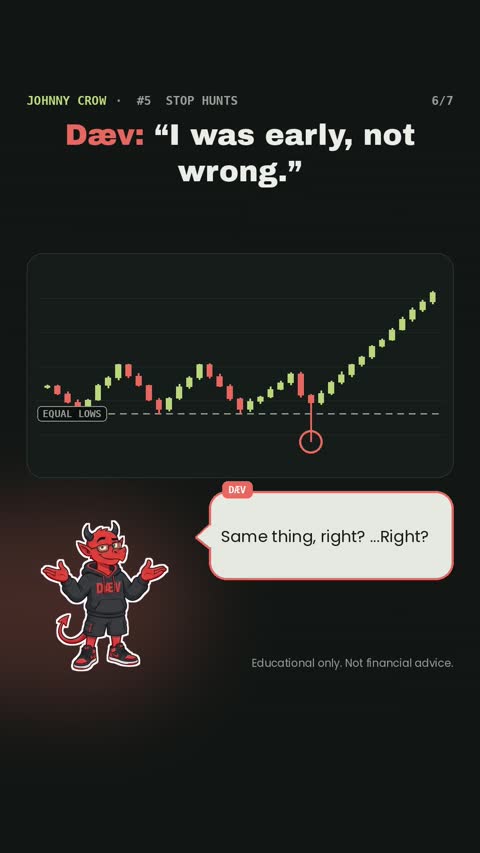 JOHNNY CROW · #5 STOP HUNTS 6/7
Dæv: “I was early, not
wrong.”
EQUAL LOWS
DÆV
Same thing, right? ...Right?
DÆV
Educational only. Not financial advice.